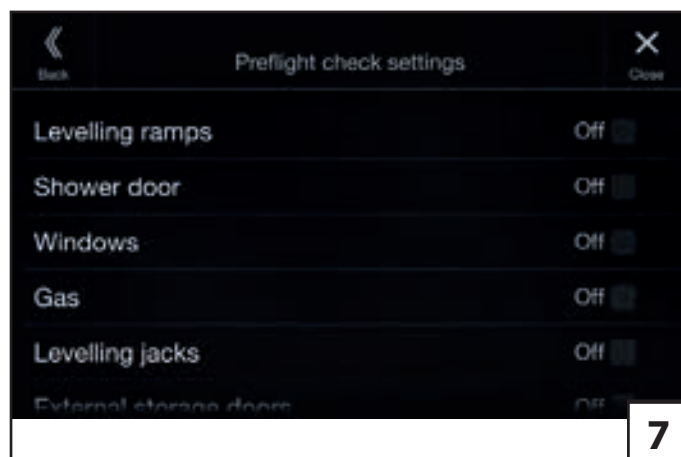 Back Preflight check settings Close
Levelling ramps Off
Shower door Off
Windows Off
Gas Off
Levelling jacks Off
External storage doors Off
7